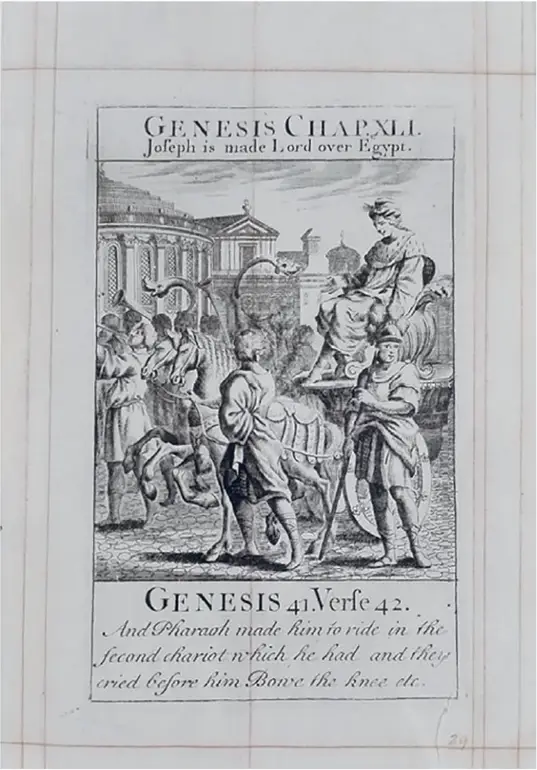 GENESIS CHAP.XLI.
Joſeph is made Lord over Egypt.
GENESIS 41.Verſe 42.
And Pharaoh made him to ride in the
ſecond chariot which he had and they
cried before him Bowe the knee etc.
29